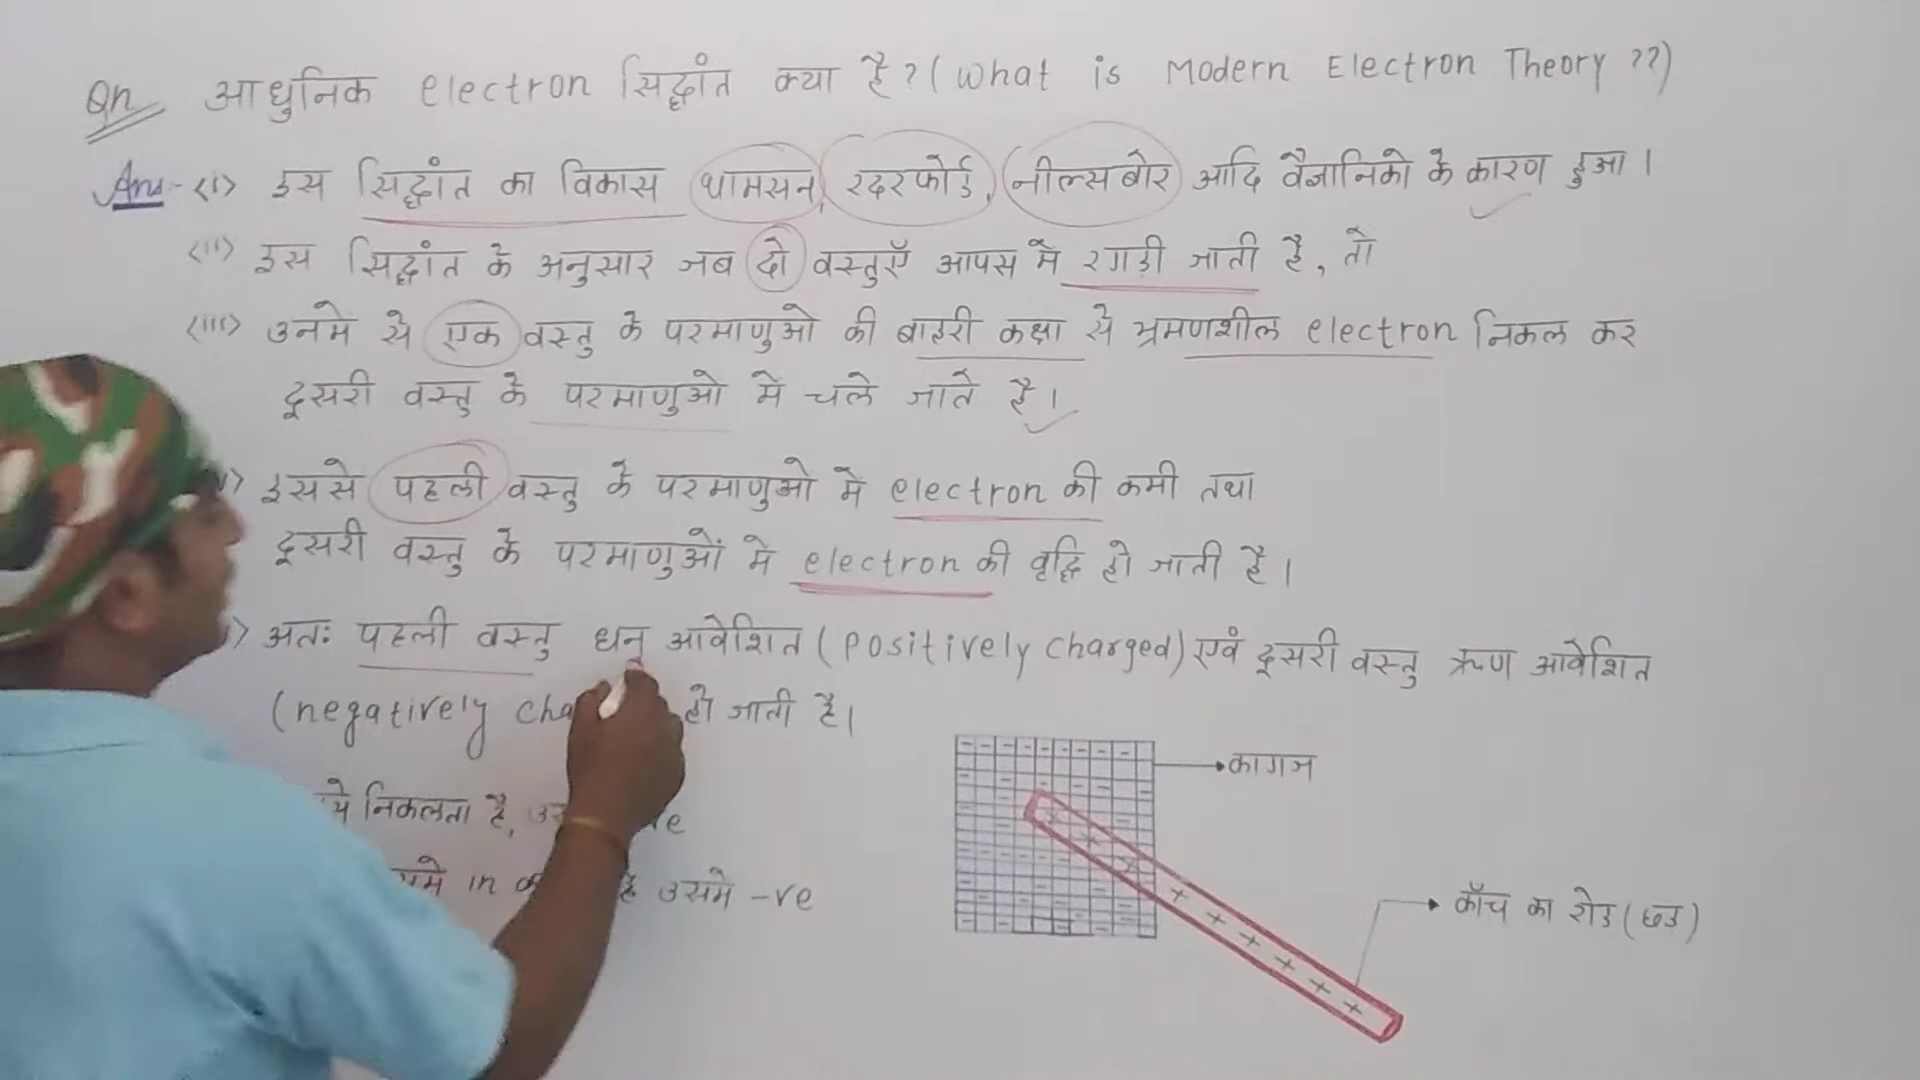 Qn आधुनिक electron सिद्धांत क्या है? (What is Modern Electron Theory ??)
Ans:- (i) इस सिद्धांत का विकास थामसन, रदरफोर्ड, नील्सबोर आदि वैज्ञानिको के कारण हुआ।
(ii) इस सिद्धांत के अनुसार जब दो वस्तुएँ आपस मे रगड़ी जाती है, तो
(iii) उनमे से एक वस्तु के परमाणुओ की बाहरी कक्षा से भ्रमणशील electron निकल कर
दूसरी वस्तु के परमाणुओ मे चले जाते है।
इससे पहली वस्तु के परमाणुओ मे electron की कमी तथा
दूसरी वस्तु के परमाणुओं मे electron की वृद्धि हो जाती है।
अतः पहली वस्तु धन आवेशित (Positively Charged) एवं दूसरी वस्तु ऋण आवेशित
(negatively हो जाती है।
से निकलता है,
in उसमे -ve
कागज
काँच का रोड (छड)